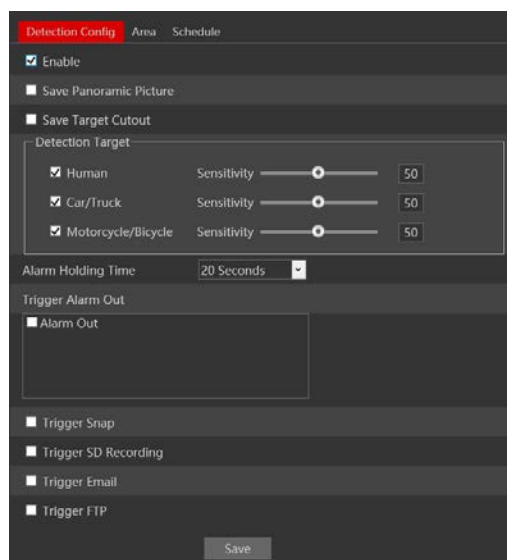 Detection Config Area Schedule
Enable
Save Panoramic Picture
Save Target Cutout
Detection Target
Human Sensitivity 50
Car/Truck Sensitivity 50
Motorcycle/Bicycle Sensitivity 50
Alarm Holding Time 20 Seconds
Trigger Alarm Out
Alarm Out
Trigger Snap
Trigger SD Recording
Trigger Email
Trigger FTP
Save